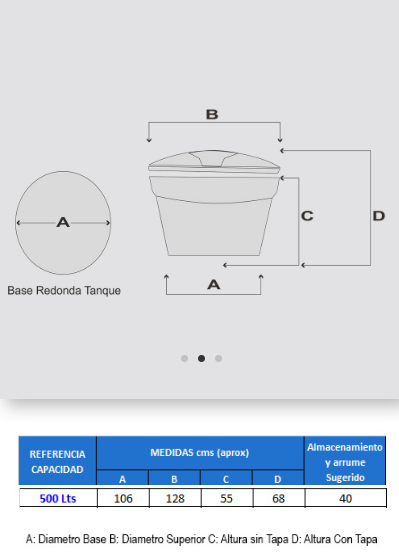 B
A
C
D
A
Base Redonda Tanque
REFERENCIA CAPACIDAD
MEDIDAS cms (aprox)
Almacenamiento y arrume Sugerido
A B C D
500 Lts 106 128 55 68 40
A: Diametro Base B: Diametro Superior C: Altura sin Tapa D: Altura Con Tapa